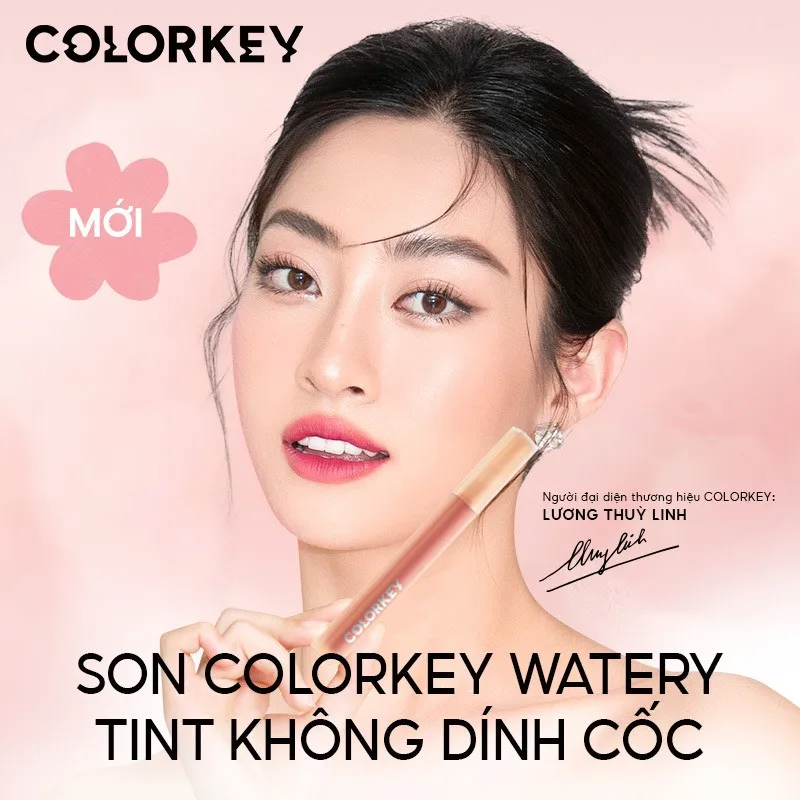 COLORKEY
MỚI
Người đại diện thương hiệu COLORKEY:
LƯƠNG THUỲ LINH
COLORKEY
SON COLORKEY WATERY
TINT KHÔNG DÍNH CỐC